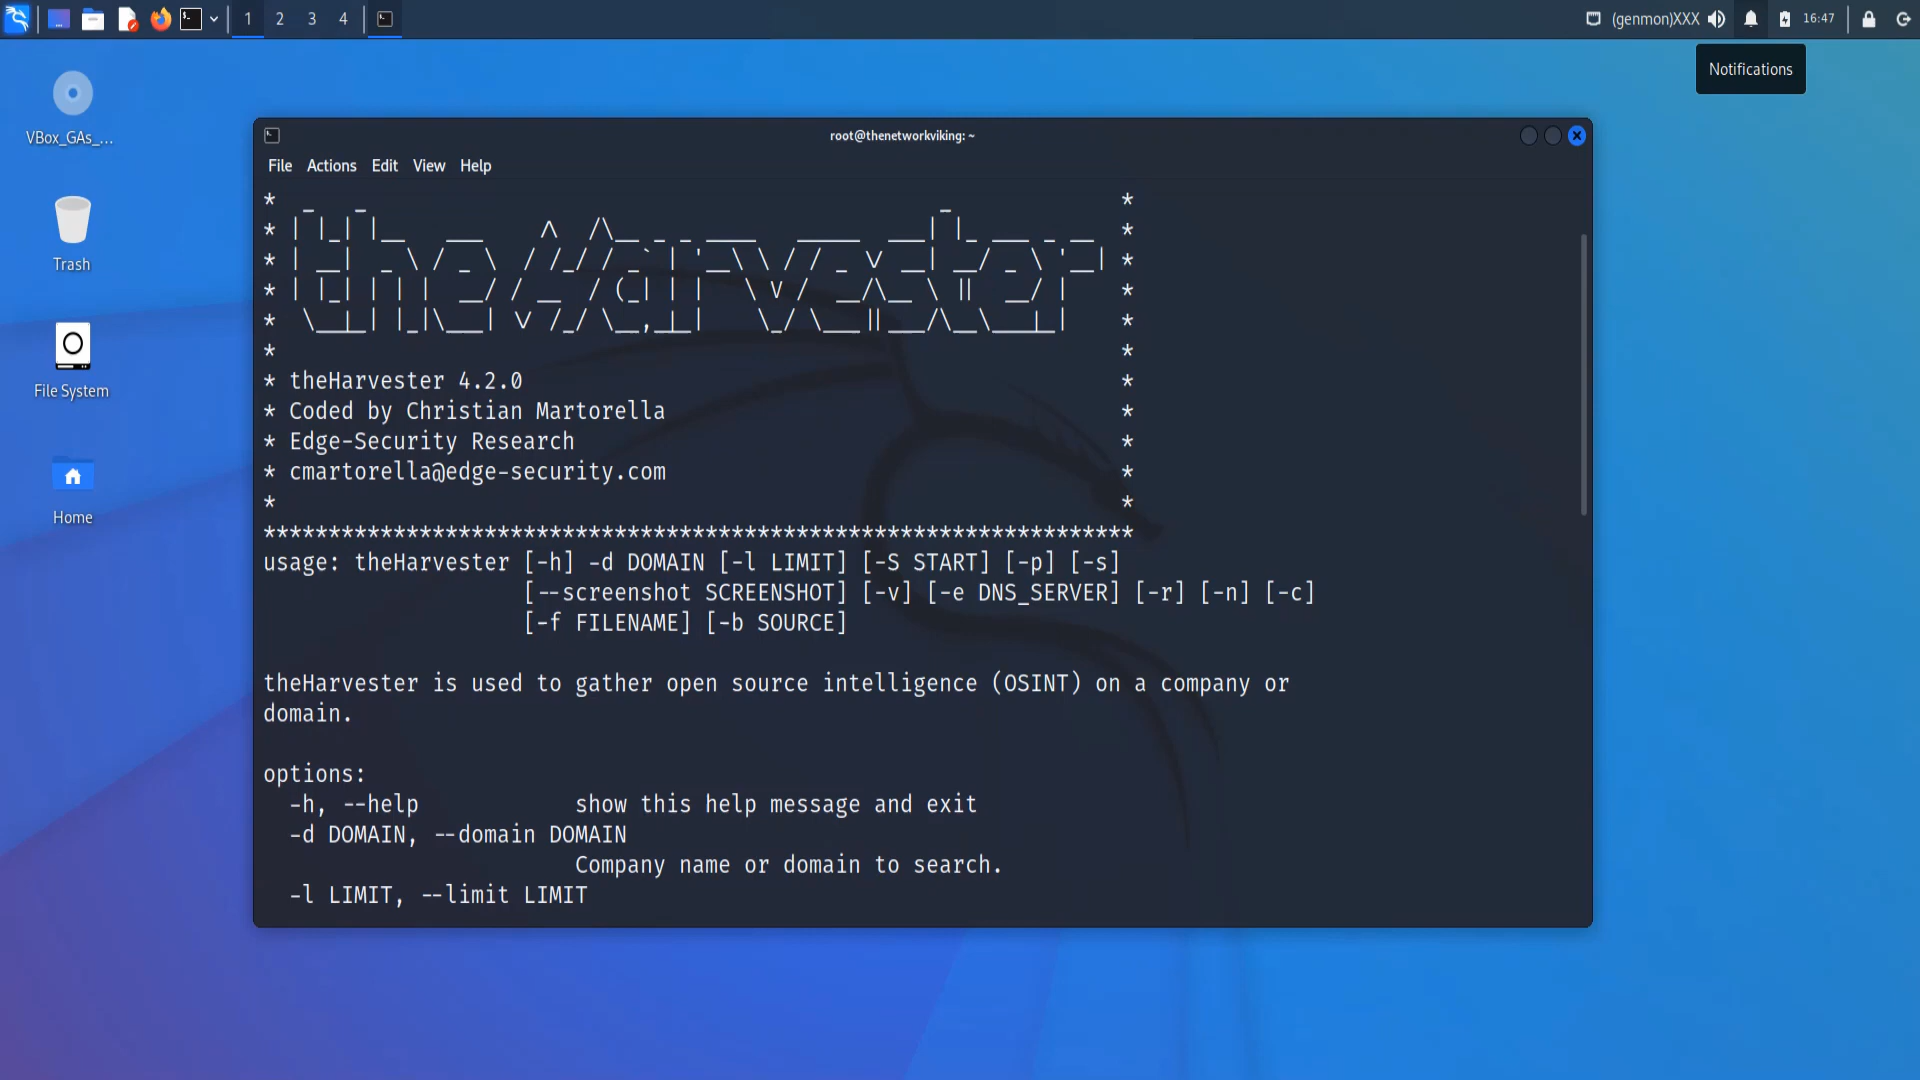 1 2 3 4
(genmon)XXX
16:47
Notifications
VBox_GAs_...
Trash
File System
Home
root@thenetworkviking: ~
File Actions Edit View Help
* theHarvester *
* theHarvester 4.2.0 *
* Coded by Christian Martorella *
* Edge-Security Research *
* cmartorella@edge-security.com *
* *
*******************************************************************
usage: theHarvester [-h] -d DOMAIN [-l LIMIT] [-S START] [-p] [-s]
[--screenshot SCREENSHOT] [-v] [-e DNS_SERVER] [-r] [-n] [-c]
[-f FILENAME] [-b SOURCE]
theHarvester is used to gather open source intelligence (OSINT) on a company or
domain.
options:
-h, --help show this help message and exit
-d DOMAIN, --domain DOMAIN
Company name or domain to search.
-l LIMIT, --limit LIMIT